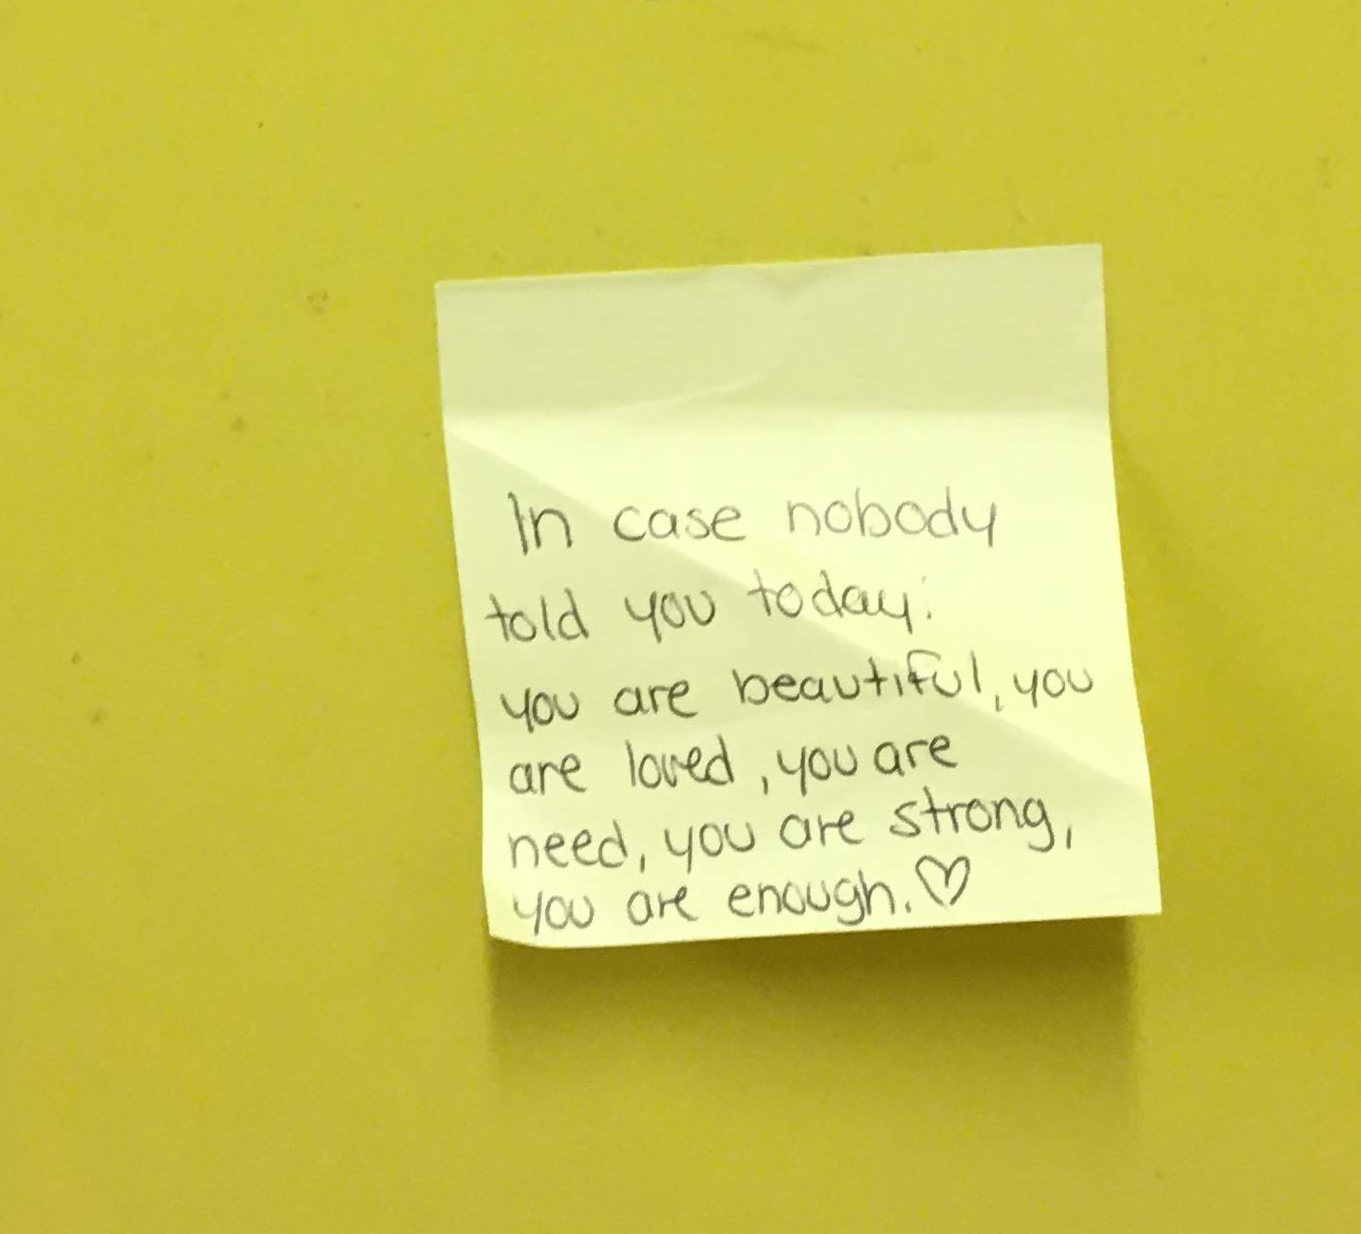 In case nobody
told you today:
you are beautiful, you
are loved, you are
need, you are strong,
you are enough. ♡